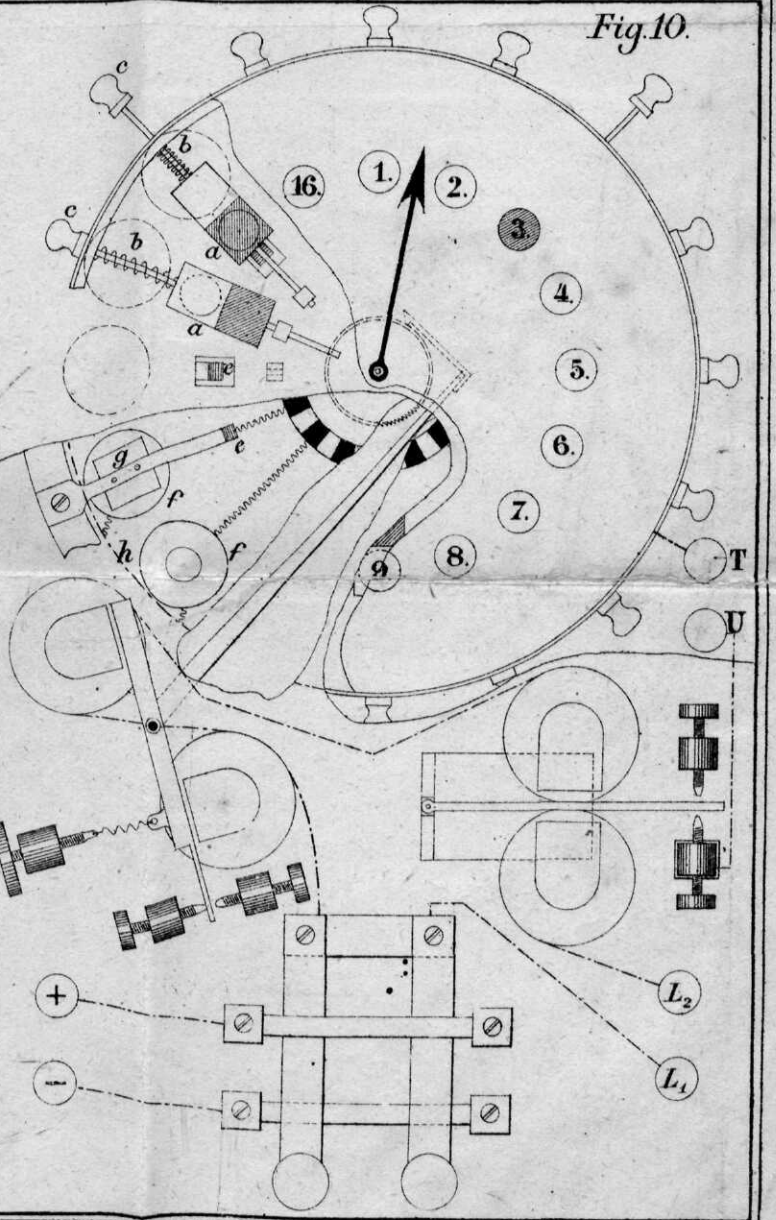 Fig.10.
c
b
16.
1.
2.
3.
a
c
b
4.
a
e
5.
g
e
6.
f
7.
h
f
8.
9
T
U
+
L2
−
L1